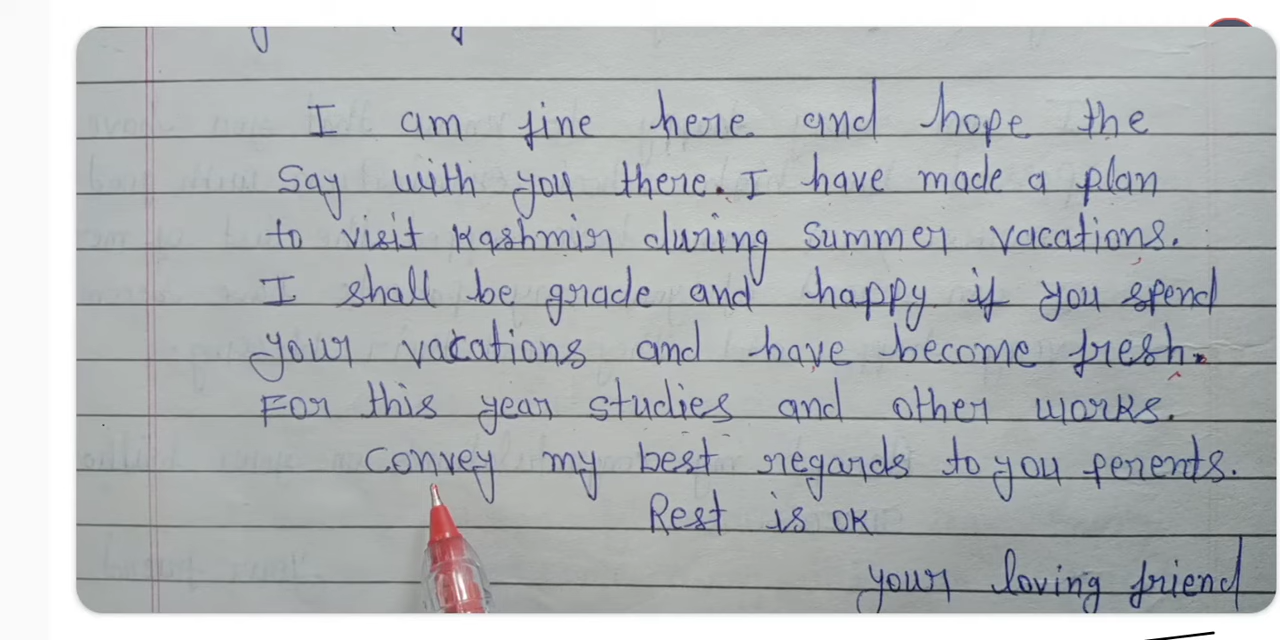 I am fine here and hope the
Say with you there. I have made a plan
to visit Kashmir during Summer vacations.
I shall be grade and happy if you spend
your vacations and have become fresh.
For this year studies and other works.
Convey my best regards to you perents.
Rest is OK
your loving friend